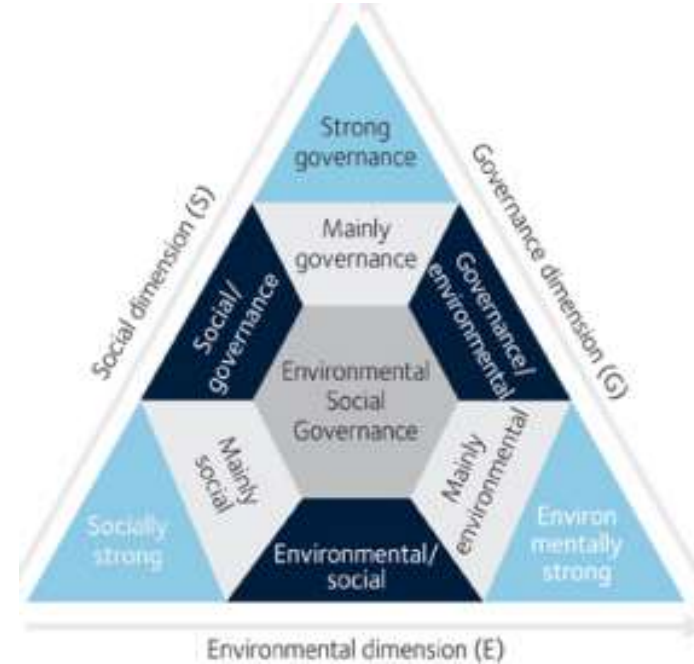 Strong
governance
Mainly
governance
Social dimension (S)
Governance dimension (G)
Social/
governance
Governance/
environmental
Environmental
Social
Governance
Mainly
social
Mainly
environmental
Socially
strong
Environmental/
social
Environ
mentally
strong
Environmental dimension (E)